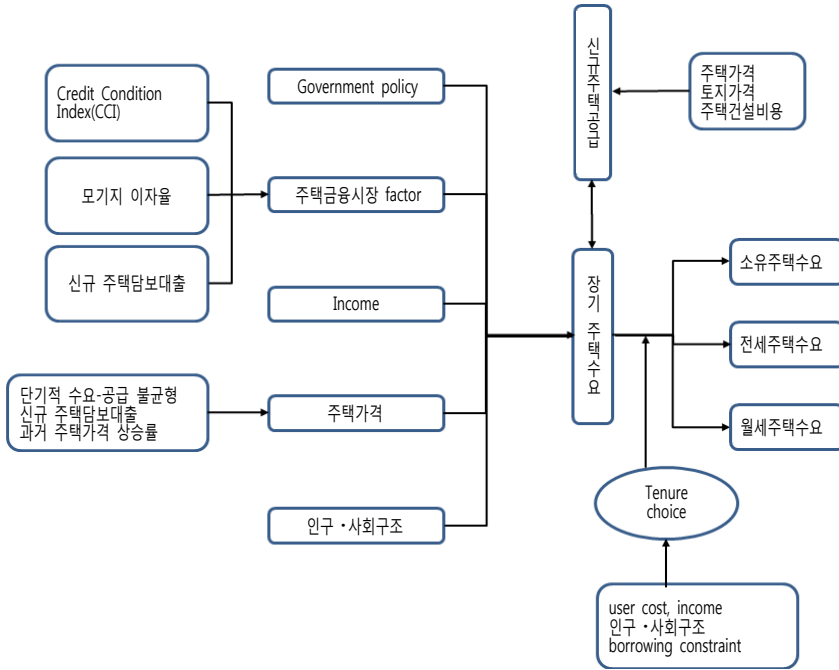 Credit Condition
Index(CCI)
모기지 이자율
신규 주택담보대출
단기적 수요-공급 불균형
신규 주택담보대출
과거 주택가격 상승률
Government policy
주택금융시장 factor
Income
주택가격
인구 •사회구조
신규주택공급
장기 주택수요
주택가격
토지가격
주택건설비용
소유주택수요
전세주택수요
월세주택수요
Tenure
choice
user cost, income
인구 •사회구조
borrowing constraint